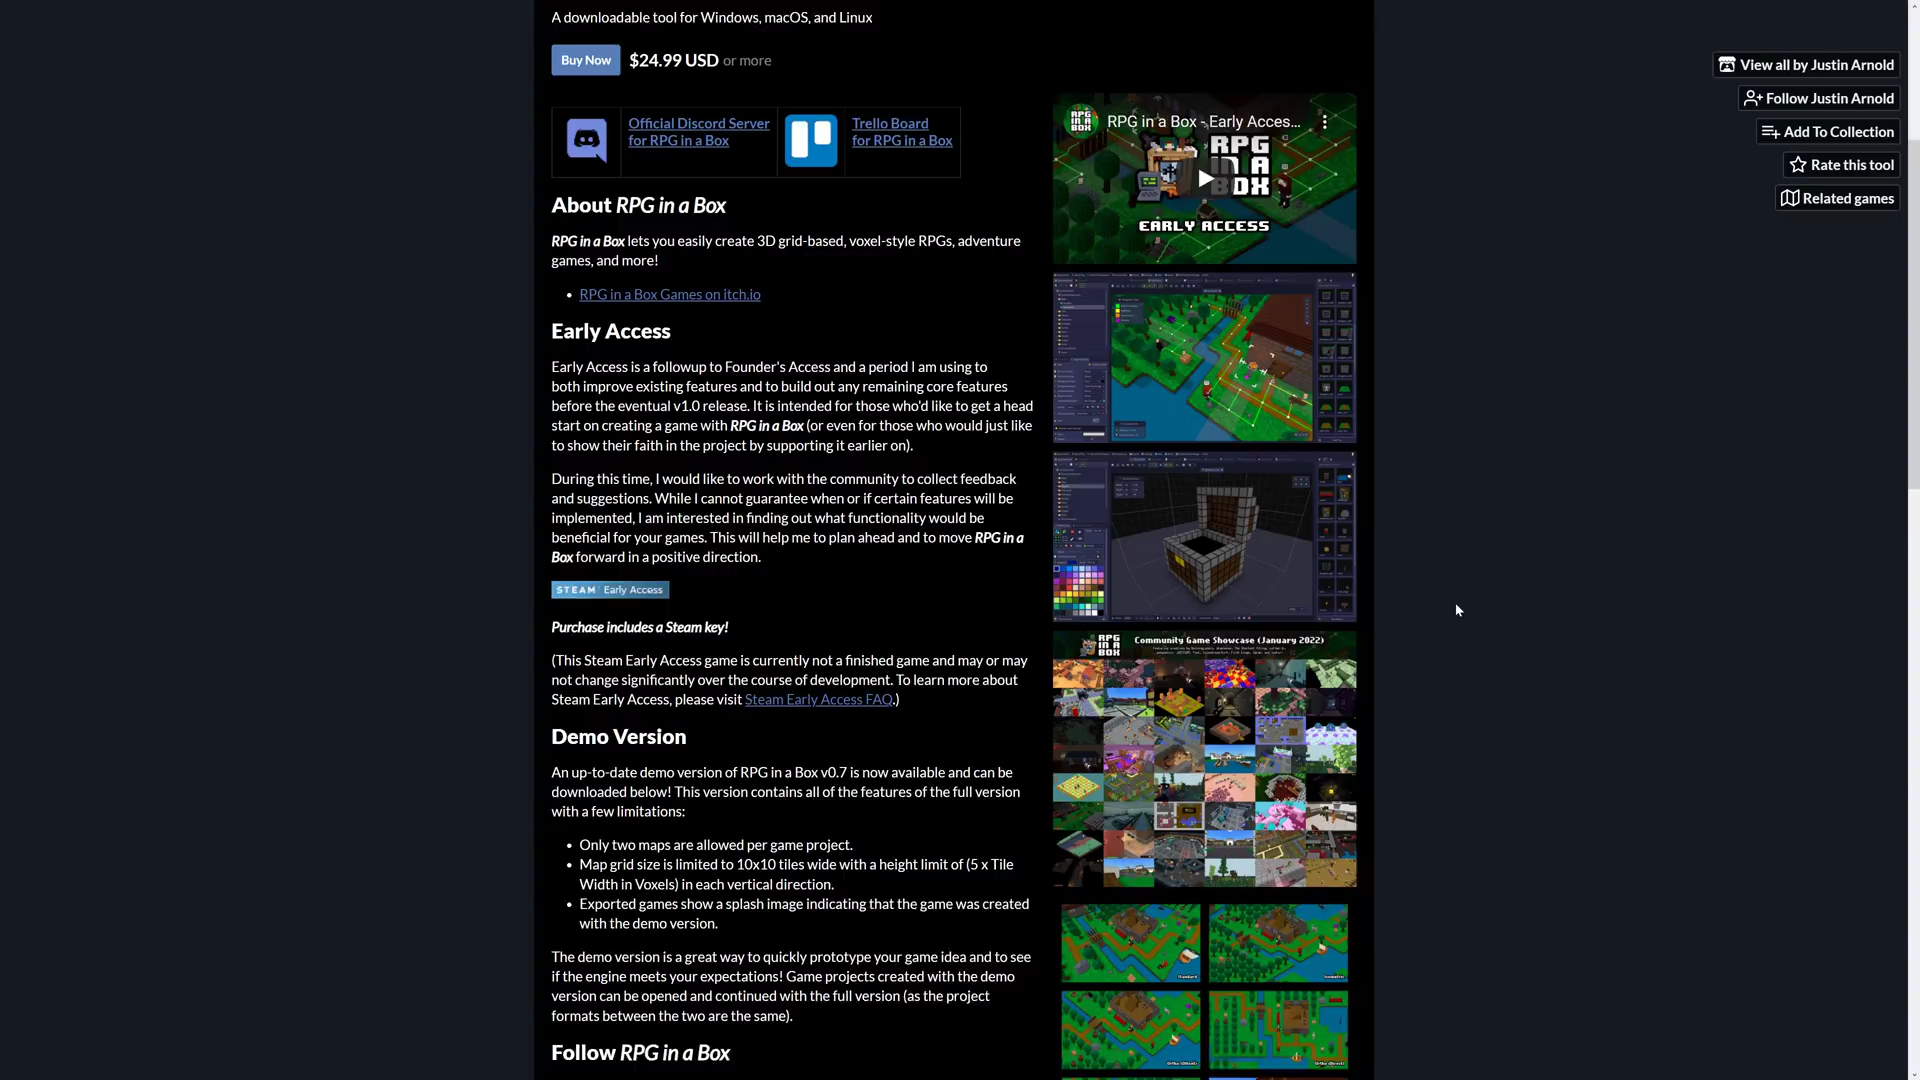 A downloadable tool for Windows, macOS, and Linux
Buy Now $24.99 USD or more
Official Discord Server
for RPG in a Box
Trello Board
for RPG in a Box
About RPG in a Box
RPG in a Box lets you easily create 3D grid-based, voxel-style RPGs, adventure
games, and more!
RPG in a Box Games on itch.io
Early Access
Early Access is a followup to Founder's Access and a period I am using to
both improve existing features and to build out any remaining core features
before the eventual v1.0 release. It is intended for those who'd like to get a head
start on creating a game with RPG in a Box (or even for those who would just like
to show their faith in the project by supporting it earlier on).
During this time, I would like to work with the community to collect feedback
and suggestions. While I cannot guarantee when or if certain features will be
implemented, I am interested in finding out what functionality would be
beneficial for your games. This will help me to plan ahead and to move RPG in a
Box forward in a positive direction.
STEAM Early Access
Purchase includes a Steam key!
(This Steam Early Access game is currently not a finished game and may or may
not change significantly over the course of development. To learn more about
Steam Early Access, please visit Steam Early Access FAQ.)
Demo Version
An up-to-date demo version of RPG in a Box v0.7 is now available and can be
downloaded below! This version contains all of the features of the full version
with a few limitations:
Only two maps are allowed per game project.
Map grid size is limited to 10x10 tiles wide with a height limit of (5 x Tile
Width in Voxels) in each vertical direction.
Exported games show a splash image indicating that the game was created
with the demo version.
The demo version is a great way to quickly prototype your game idea and to see
if the engine meets your expectations! Game projects created with the demo
version can be opened and continued with the full version (as the project
formats between the two are the same).
Follow RPG in a Box
RPG IN A BOX
RPG in a Box - Early Acces...
RPG
IN A
BOX
EARLY ACCESS
RPG
IN A
BOX
Community Game Showcase (January 2022)
Standard
Isometric
View all by Justin Arnold
Follow Justin Arnold
Add To Collection
Rate this tool
Related games